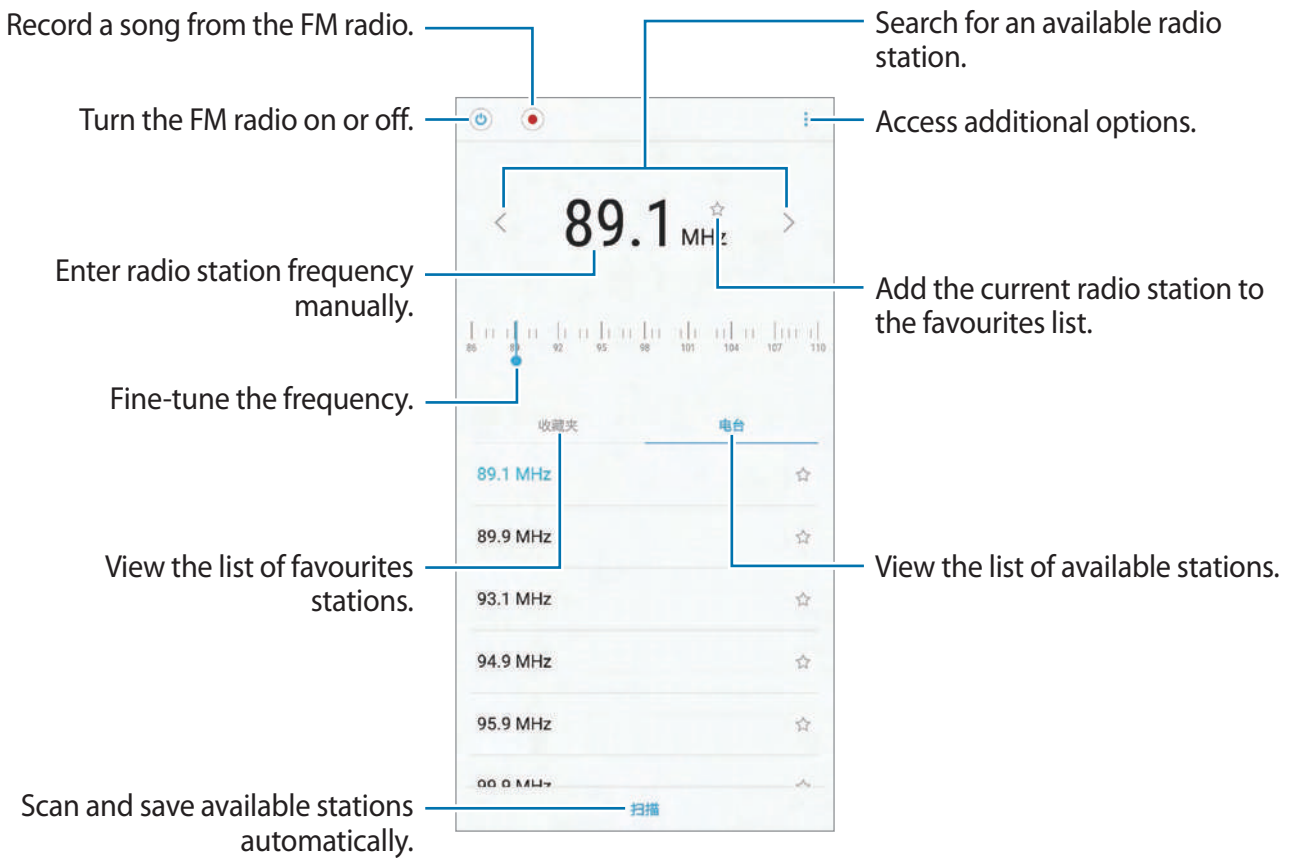 Record a song from the FM radio.
Search for an available radio
station.
Turn the FM radio on or off.
Access additional options.
89.1 MHz
Enter radio station frequency
manually.
Add the current radio station to
the favourites list.
86 89 92 95 98 101 104 107 110
Fine-tune the frequency.
收藏夹 电台
89.1 MHz
89.9 MHz
View the list of favourites
stations.
View the list of available stations.
93.1 MHz
94.9 MHz
95.9 MHz
99.9 MHz
Scan and save available stations
automatically.
扫描